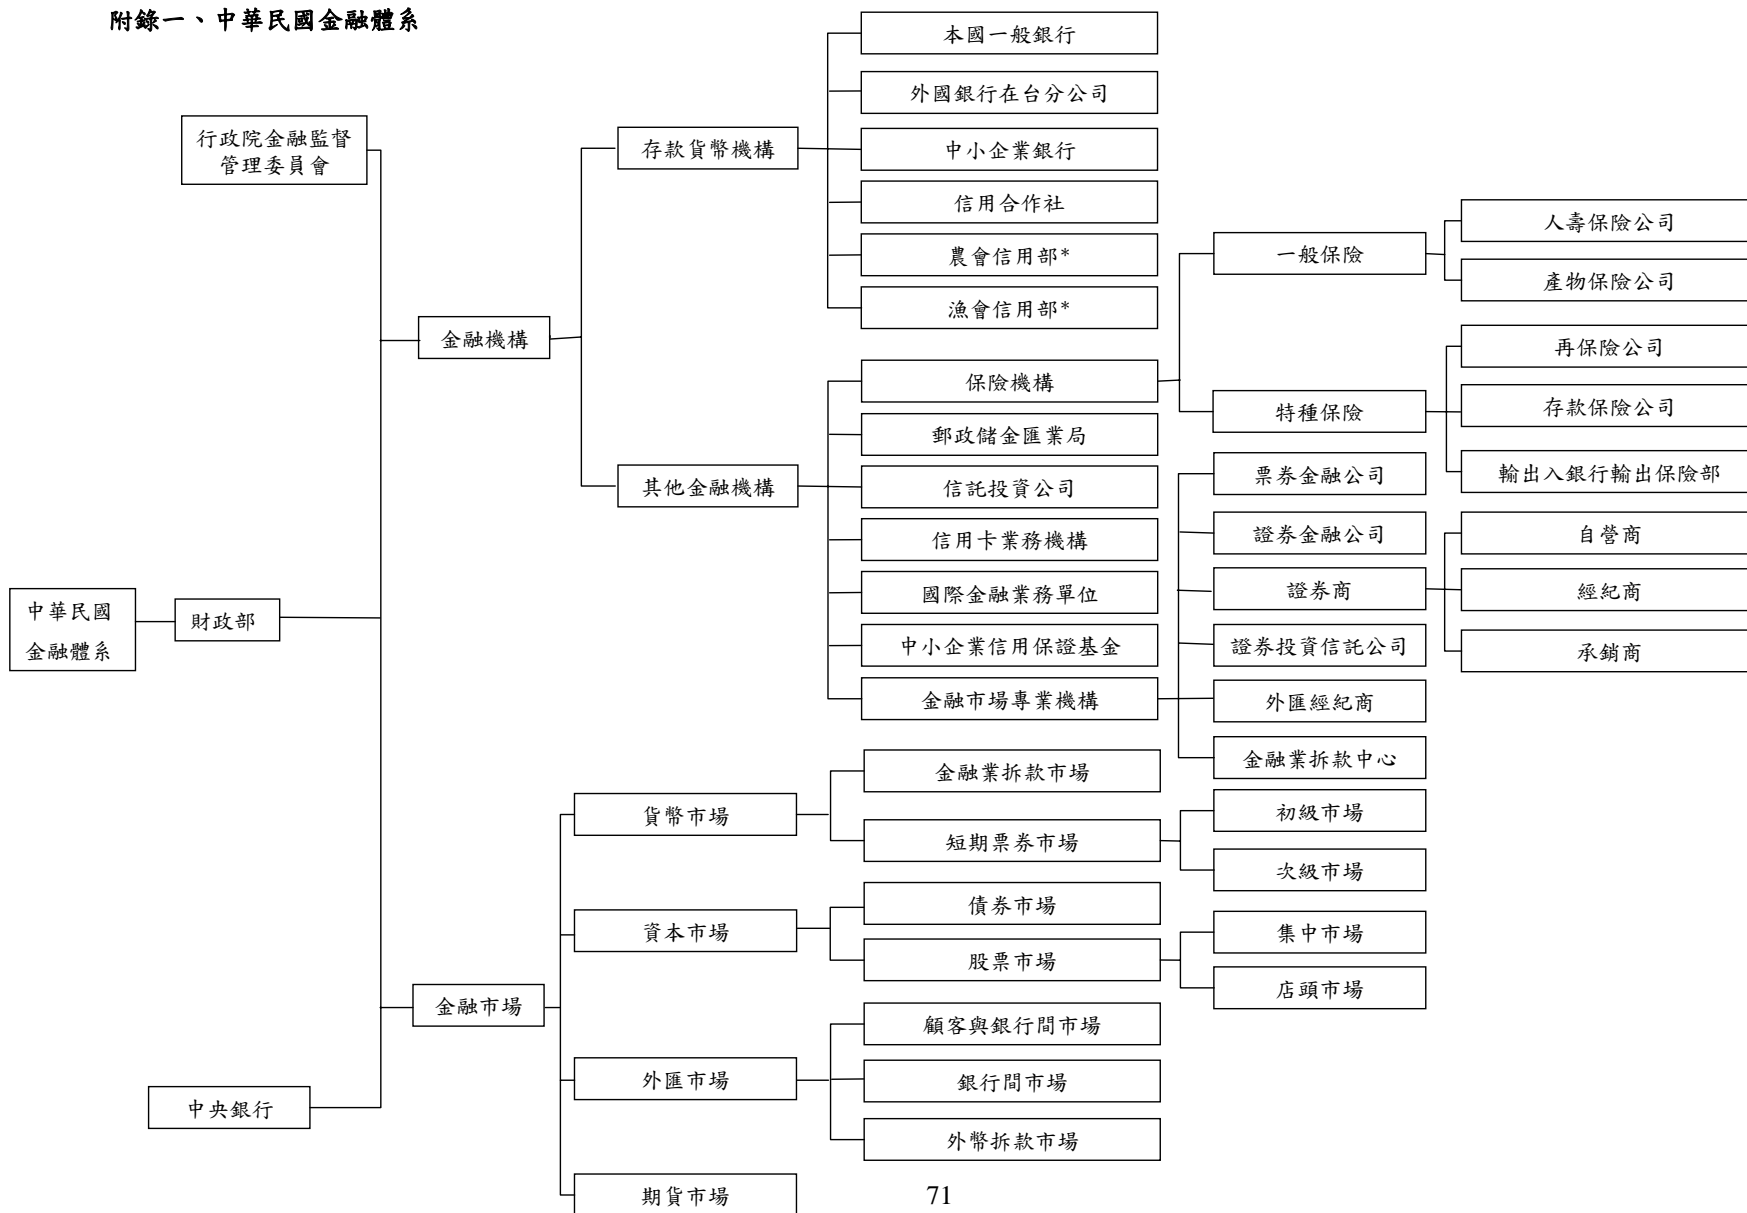 附錄一、中華民國金融體系
中華民國
金融體系
行政院金融監督
管理委員會
財政部
中央銀行
金融機構
存款貨幣機構
本國一般銀行
外國銀行在台分公司
中小企業銀行
信用合作社
農會信用部*
漁會信用部*
其他金融機構
保險機構
一般保險
人壽保險公司
產物保險公司
特種保險
再保險公司
存款保險公司
輸出入銀行輸出保險部
郵政儲金匯業局
信託投資公司
信用卡業務機構
國際金融業務單位
中小企業信用保證基金
金融市場專業機構
票券金融公司
證券金融公司
證券商
自營商
經紀商
承銷商
證券投資信託公司
外匯經紀商
金融業拆款中心
金融市場
貨幣市場
金融業拆款市場
短期票券市場
初級市場
次級市場
資本市場
債券市場
股票市場
集中市場
店頭市場
外匯市場
顧客與銀行間市場
銀行間市場
外幣拆款市場
期貨市場
71